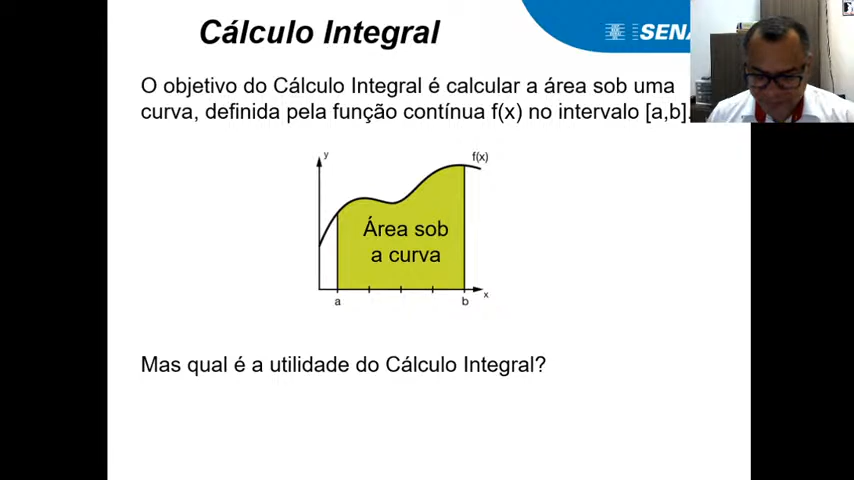 Cálculo Integral
O objetivo do Cálculo Integral é calcular a área sob uma
curva, definida pela função contínua f(x) no intervalo [a,b].
y
f(x)
Área sob
a curva
a
b
x
Mas qual é a utilidade do Cálculo Integral?